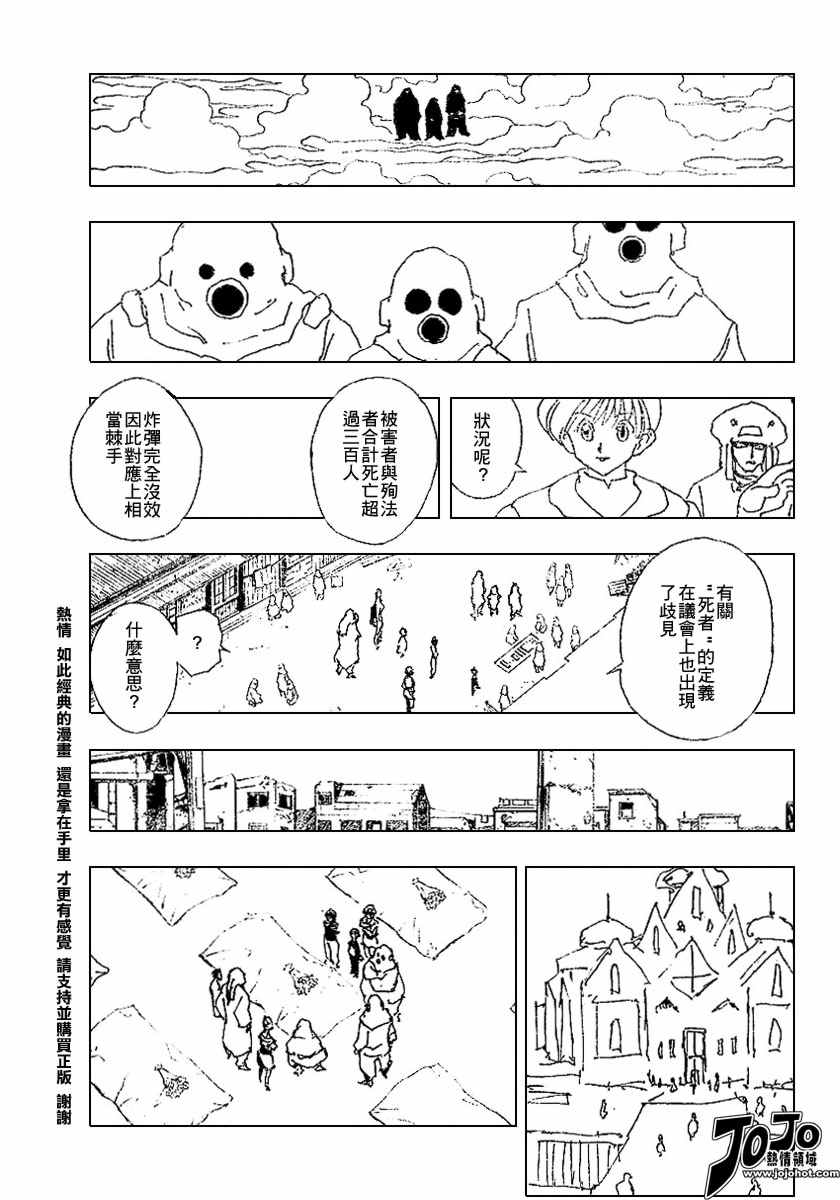 狀況呢？
被害者與殉法
者合計死亡超
過三百人
炸彈完全沒效
因此對應上相
當棘手
有關
"死者"的定義
在議會上也出現
了歧見
？
什麼意思？
熱情 如此經典的漫畫 還是拿在手里 才更有感覺 請支持並購買正版 謝謝
JOJO
熱情領域
www.jojohot.com